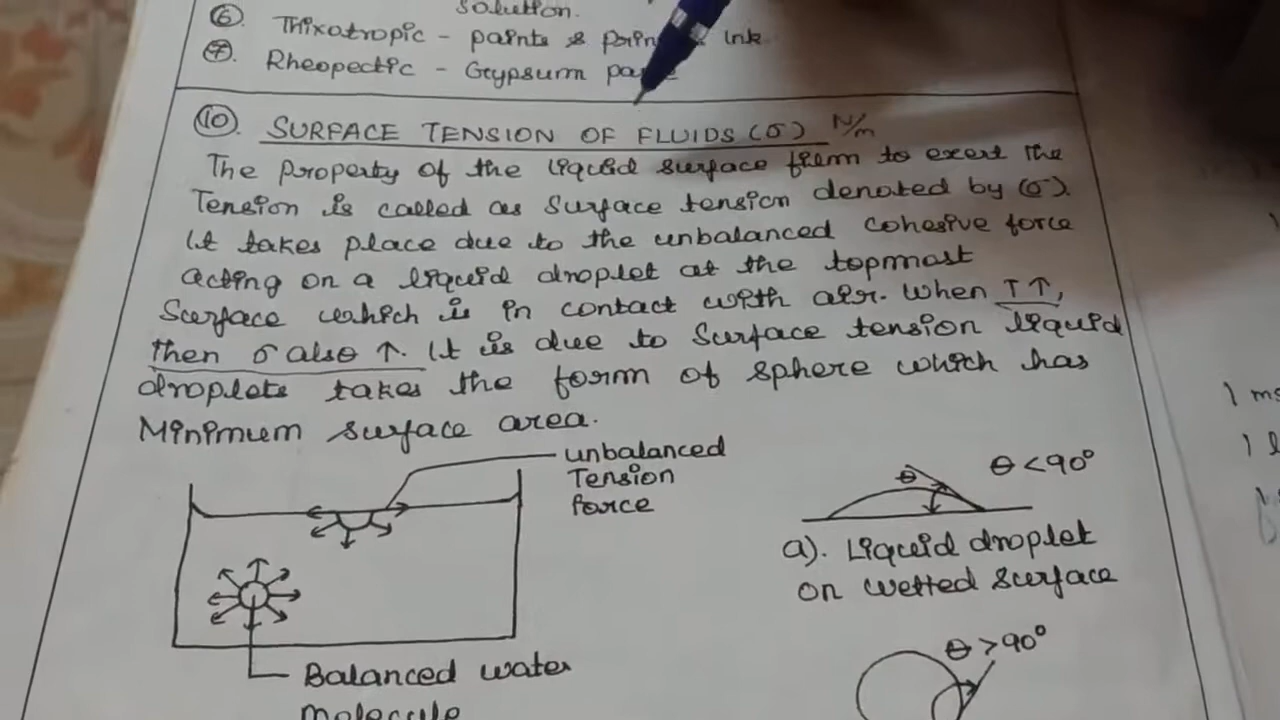 Solution.
⑥. Thixotropic - paints & Ink
⑦. Rheopectic - Gypsum
⑩. SURFACE TENSION OF FLUIDS (σ) N/m
The Property of the liquid surface film to exert the
Tension is called as Surface tension denoted by (σ).
It takes place due to the unbalanced cohesive force
acting on a liquid droplet at the topmost
Surface which is in contact with air. When T↑,
then σ also ↑. It is due to Surface tension liquid
droplets takes the form of sphere which has
Minimum surface area.
unbalanced
Tension
force
θ
θ < 90°
a). Liquid droplet
on wetted Surface
θ > 90°
Balanced water
Molecule